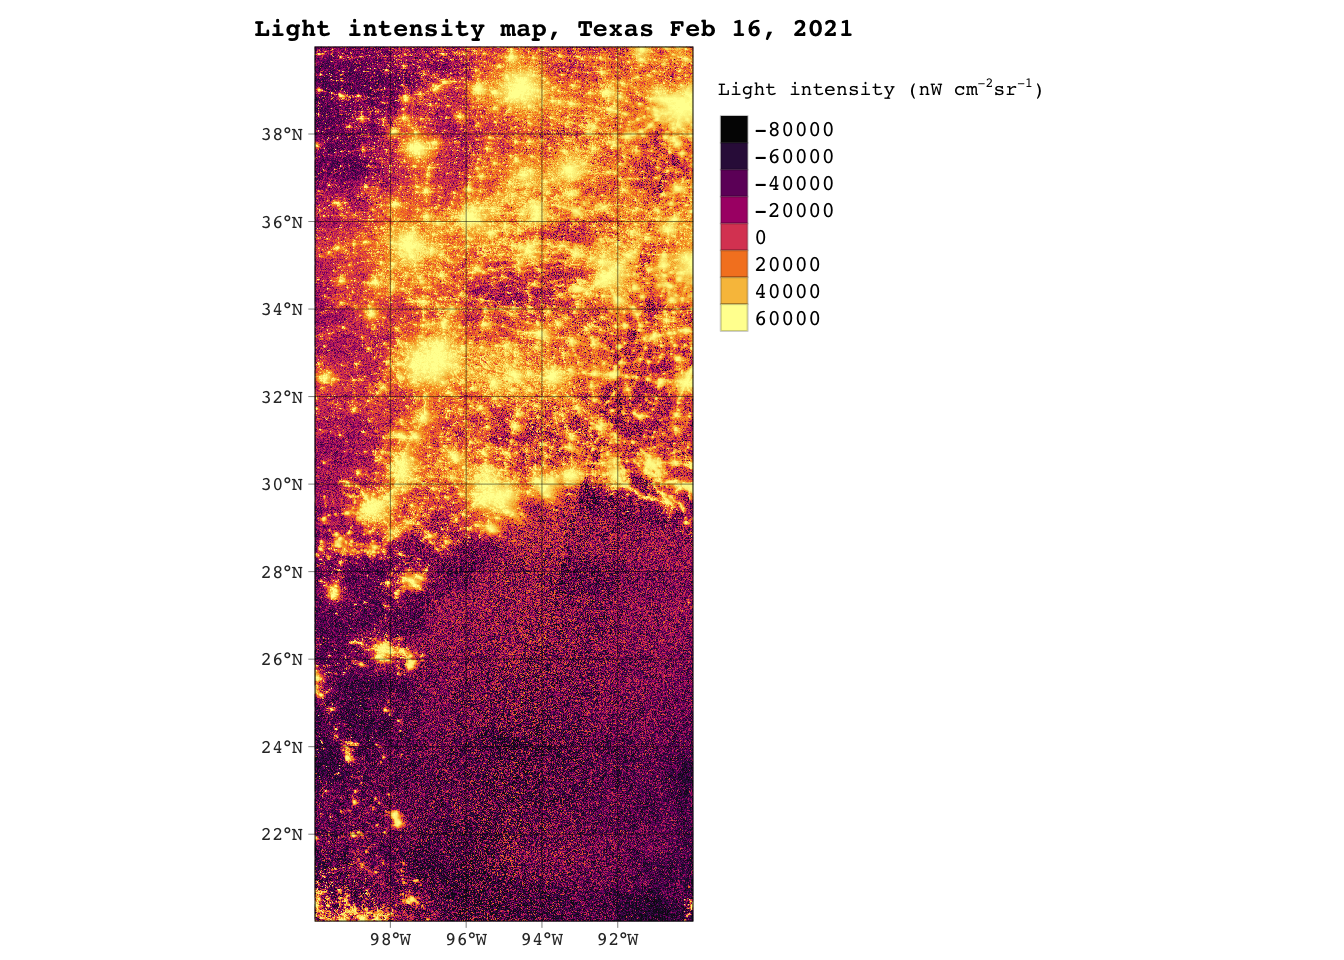 Light intensity map, Texas Feb 16, 2021
Light intensity (nW cm−2sr−1)
−80000
−60000
−40000
−20000
0
20000
40000
60000
38°N
36°N
34°N
32°N
30°N
28°N
26°N
24°N
22°N
98°W 96°W 94°W 92°W